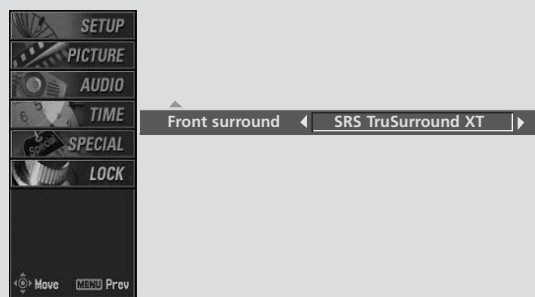 SETUP
PICTURE
AUDIO
TIME
SPECIAL
LOCK
Front surround SRS TruSurround XT
Move MENU Prev